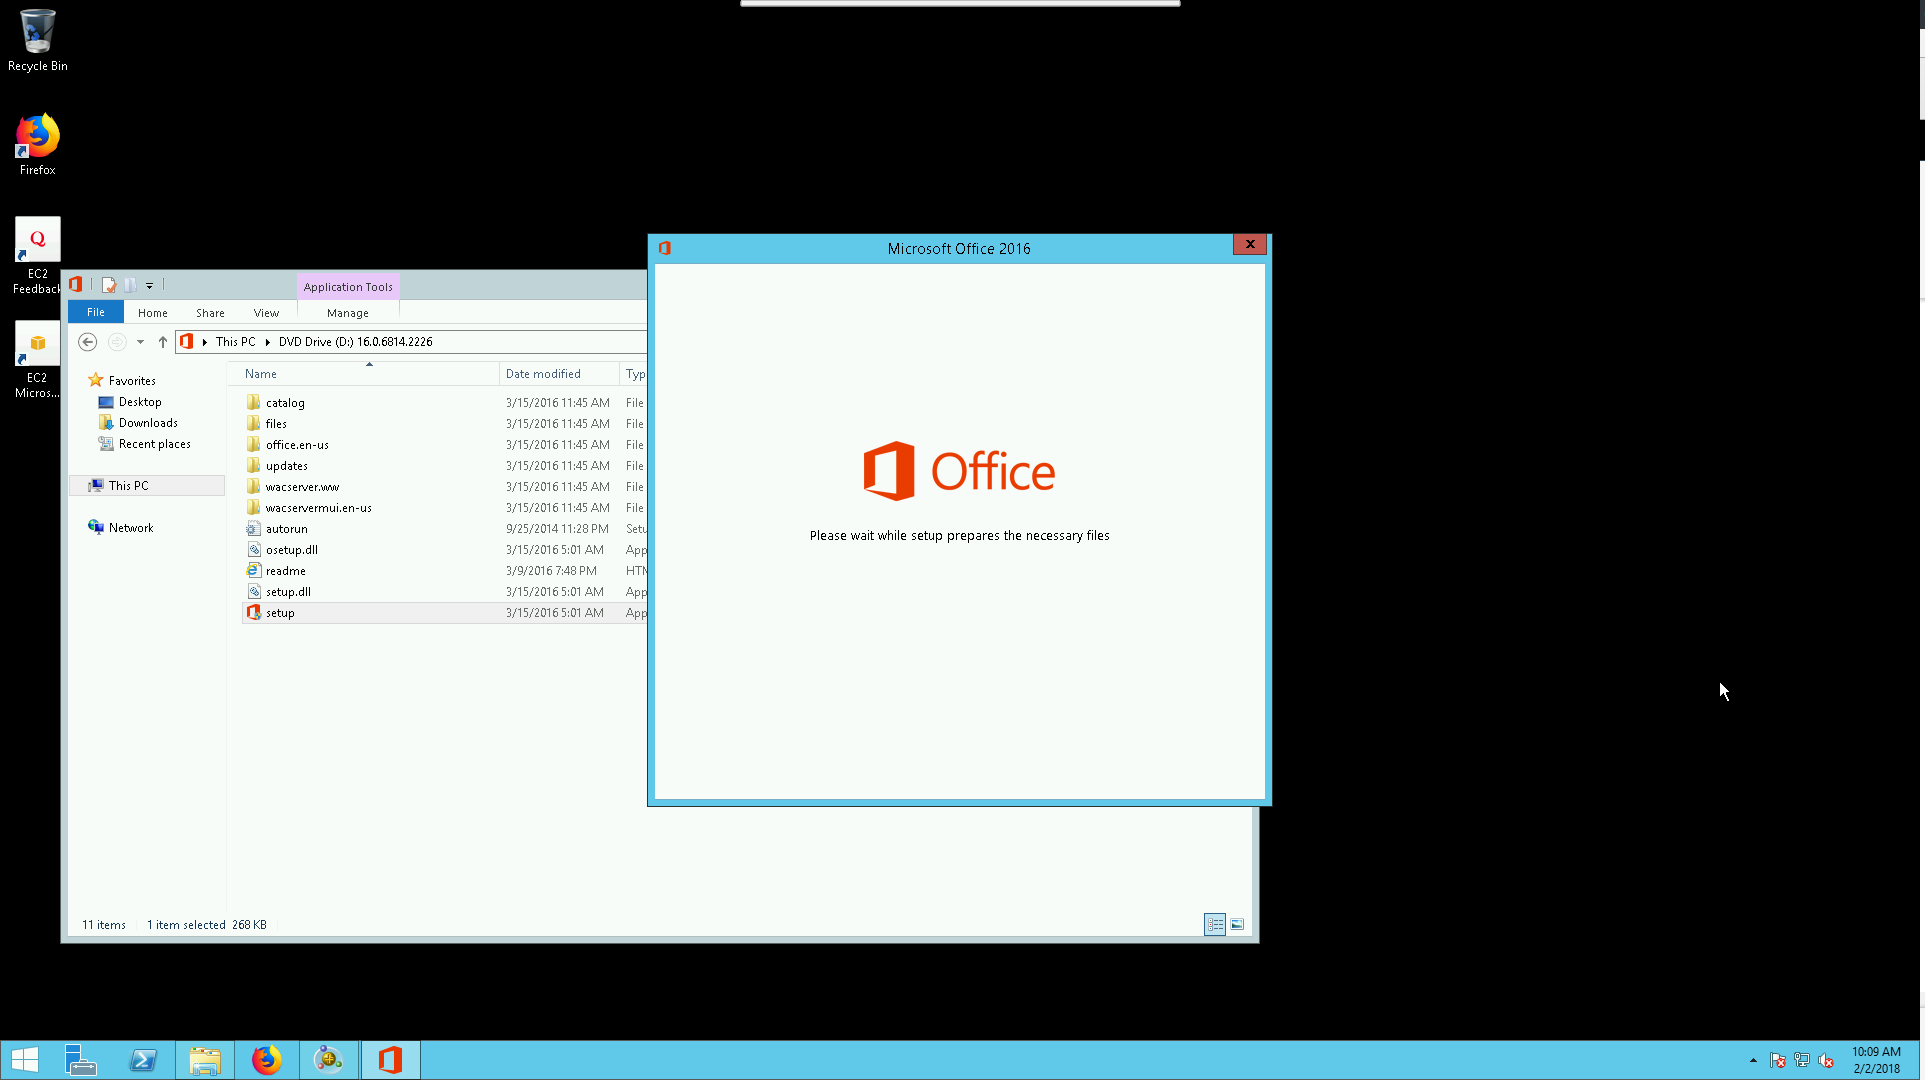 Recycle Bin
Firefox
Q
EC2
Feedback
EC2
Micros...
Application Tools
File
Home
Share
View
Manage
This PC
DVD Drive (D:) 16.0.6814.2226
Favorites
Desktop
Downloads
Recent places
This PC
Network
Name
Date modified
Typ
catalog 3/15/2016 11:45 AM File
files 3/15/2016 11:45 AM File
office.en-us 3/15/2016 11:45 AM File
updates 3/15/2016 11:45 AM File
wacserver.ww 3/15/2016 11:45 AM File
wacservermui.en-us 3/15/2016 11:45 AM File
autorun 9/25/2014 11:28 PM Setu
osetup.dll 3/15/2016 5:01 AM App
readme 3/9/2016 7:48 PM HTM
setup.dll 3/15/2016 5:01 AM App
setup 3/15/2016 5:01 AM App
11 items 1 item selected 268 KB
Microsoft Office 2016
Office
Please wait while setup prepares the necessary files
10:09 AM
2/2/2018